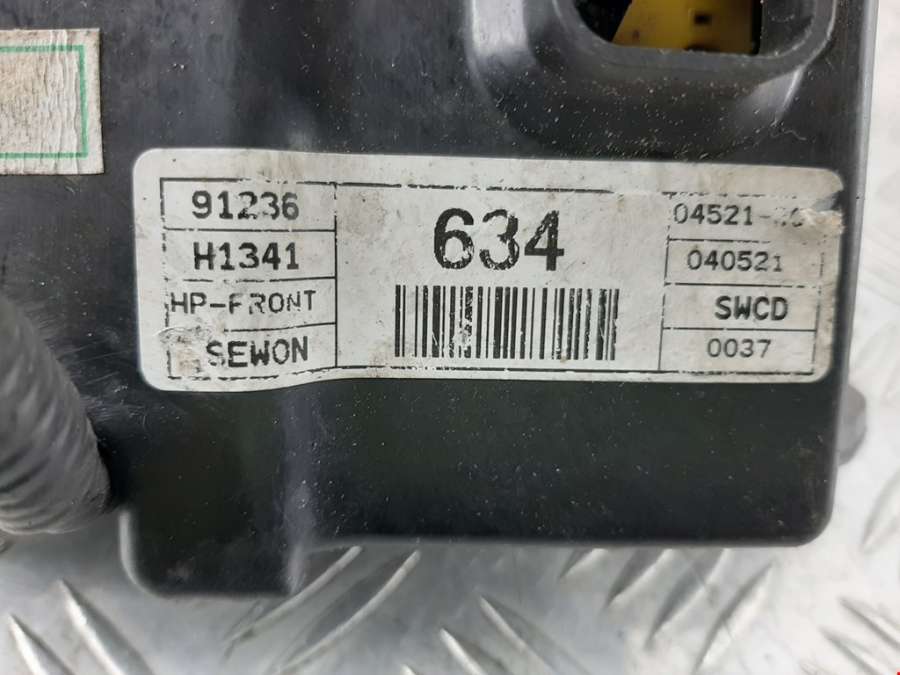 91236
H1341
HP-FRONT
SEWON
634
040521
SWCD
0037